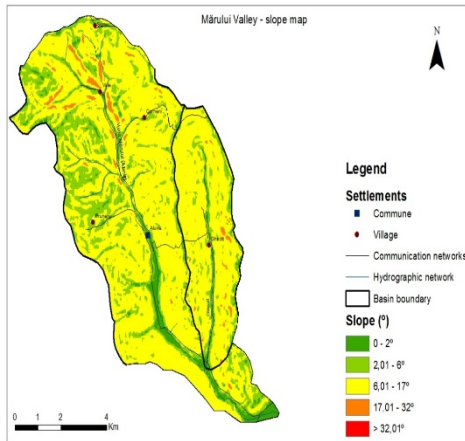 Mărului Valley - slope map
N
Legend
Settlements
Commune
Village
Communication networks
Hydrographic network
Basin boundary
Slope (º)
0 - 2º
2,01 - 6º
6,01 - 17º
17.01 - 32º
> 32,01º
0 2 4
Km